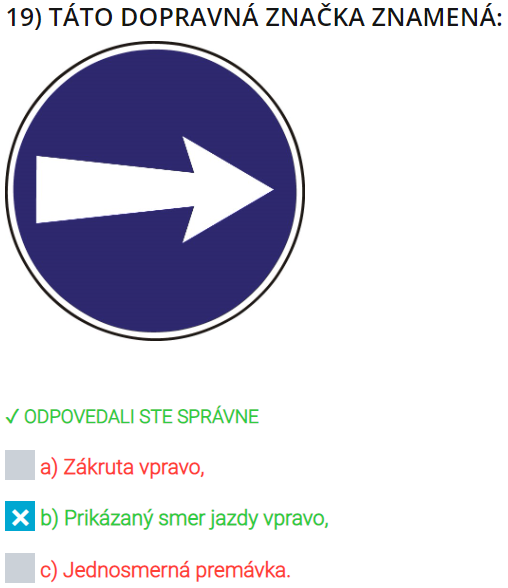 19) TÁTO DOPRAVNÁ ZNAČKA ZNAMENÁ:
✓ ODPOVEDALI STE SPRÁVNE
a) Zákruta vpravo,
b) Prikázaný smer jazdy vpravo,
c) Jednosmerná premávka.